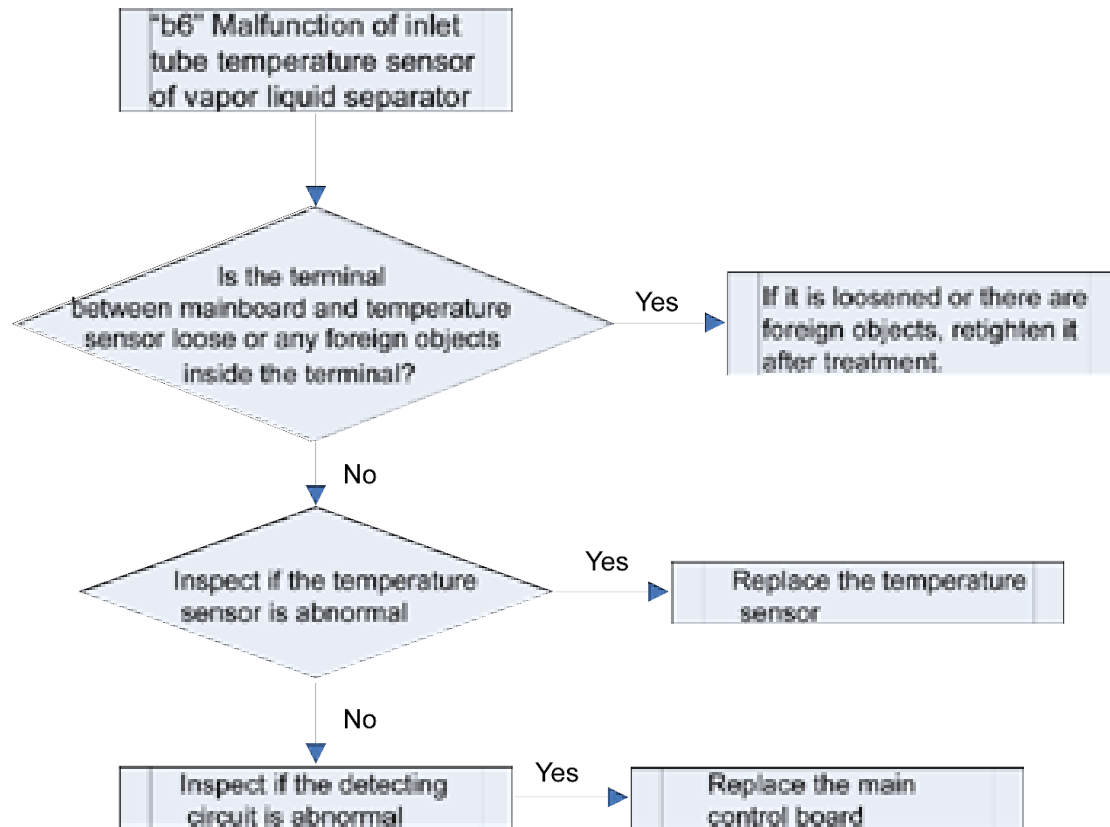 "b6" Malfunction of inlet
tube temperature sensor
of vapor liquid separator
Is the terminal
between mainboard and temperature
sensor loose or any foreign objects
inside the terminal?
Yes
If it is loosened or there are
foreign objects, retighten it
after treatment.
No
Inspect if the temperature
sensor is abnormal
Yes
Replace the temperature
sensor
No
Inspect if the detecting
circuit is abnormal
Yes
Replace the main
control board